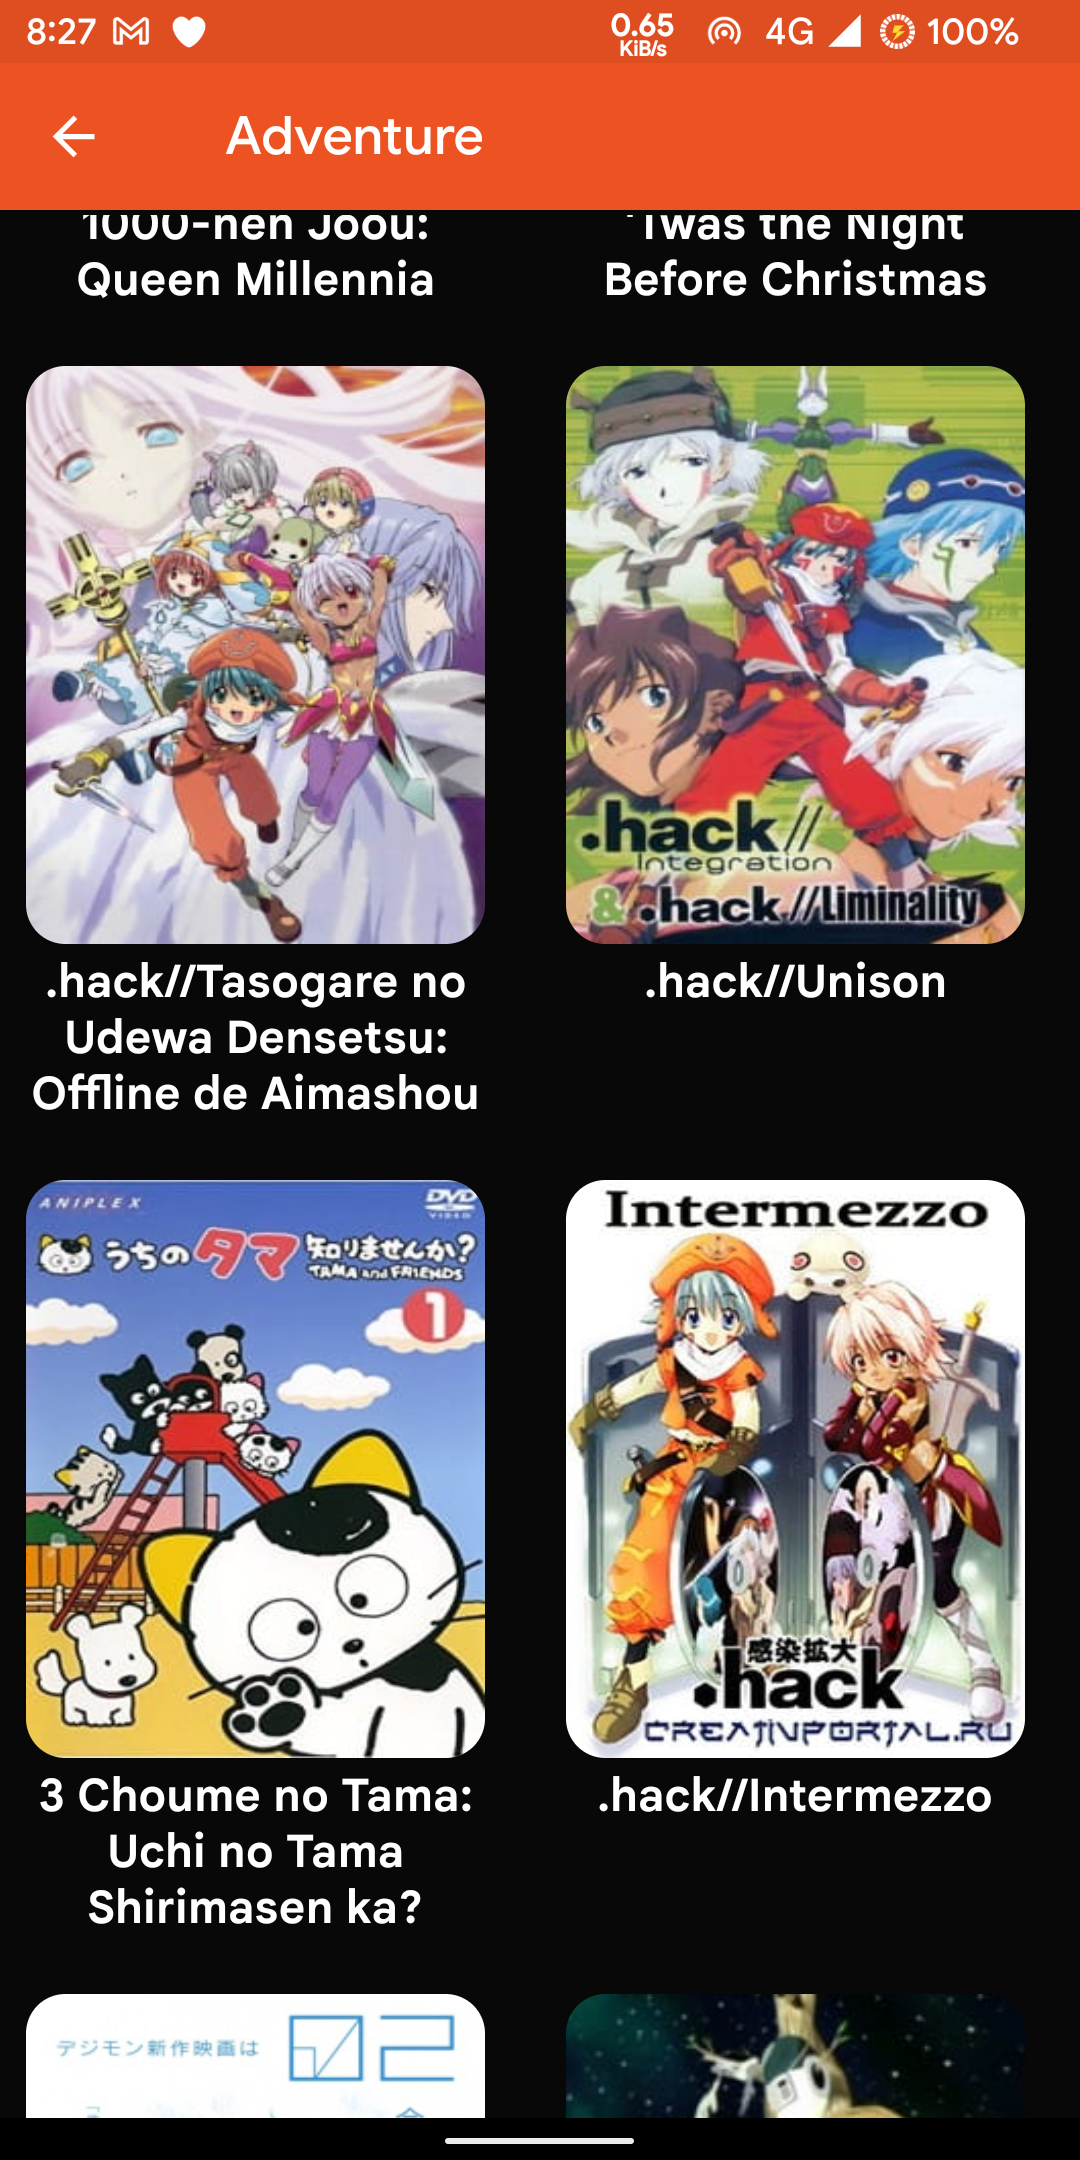 8:27
0.65
KiB/s
4G
100%
Adventure
1000-nen Joou:
Queen Millennia
'Twas the Night
Before Christmas
.hack//
Integration
& .hack//Liminality
.hack//Tasogare no
Udewa Densetsu:
Offline de Aimashou
.hack//Unison
ANIPLEX
DVD
VIDEO
うちのタマ知りませんか?
TAMA and FRIENDS
1
Intermezzo
感染拡大
.hack
CREATIVPORTAL.RU
3 Choume no Tama:
Uchi no Tama
Shirimasen ka?
.hack//Intermezzo
デジモン新作映画は
02